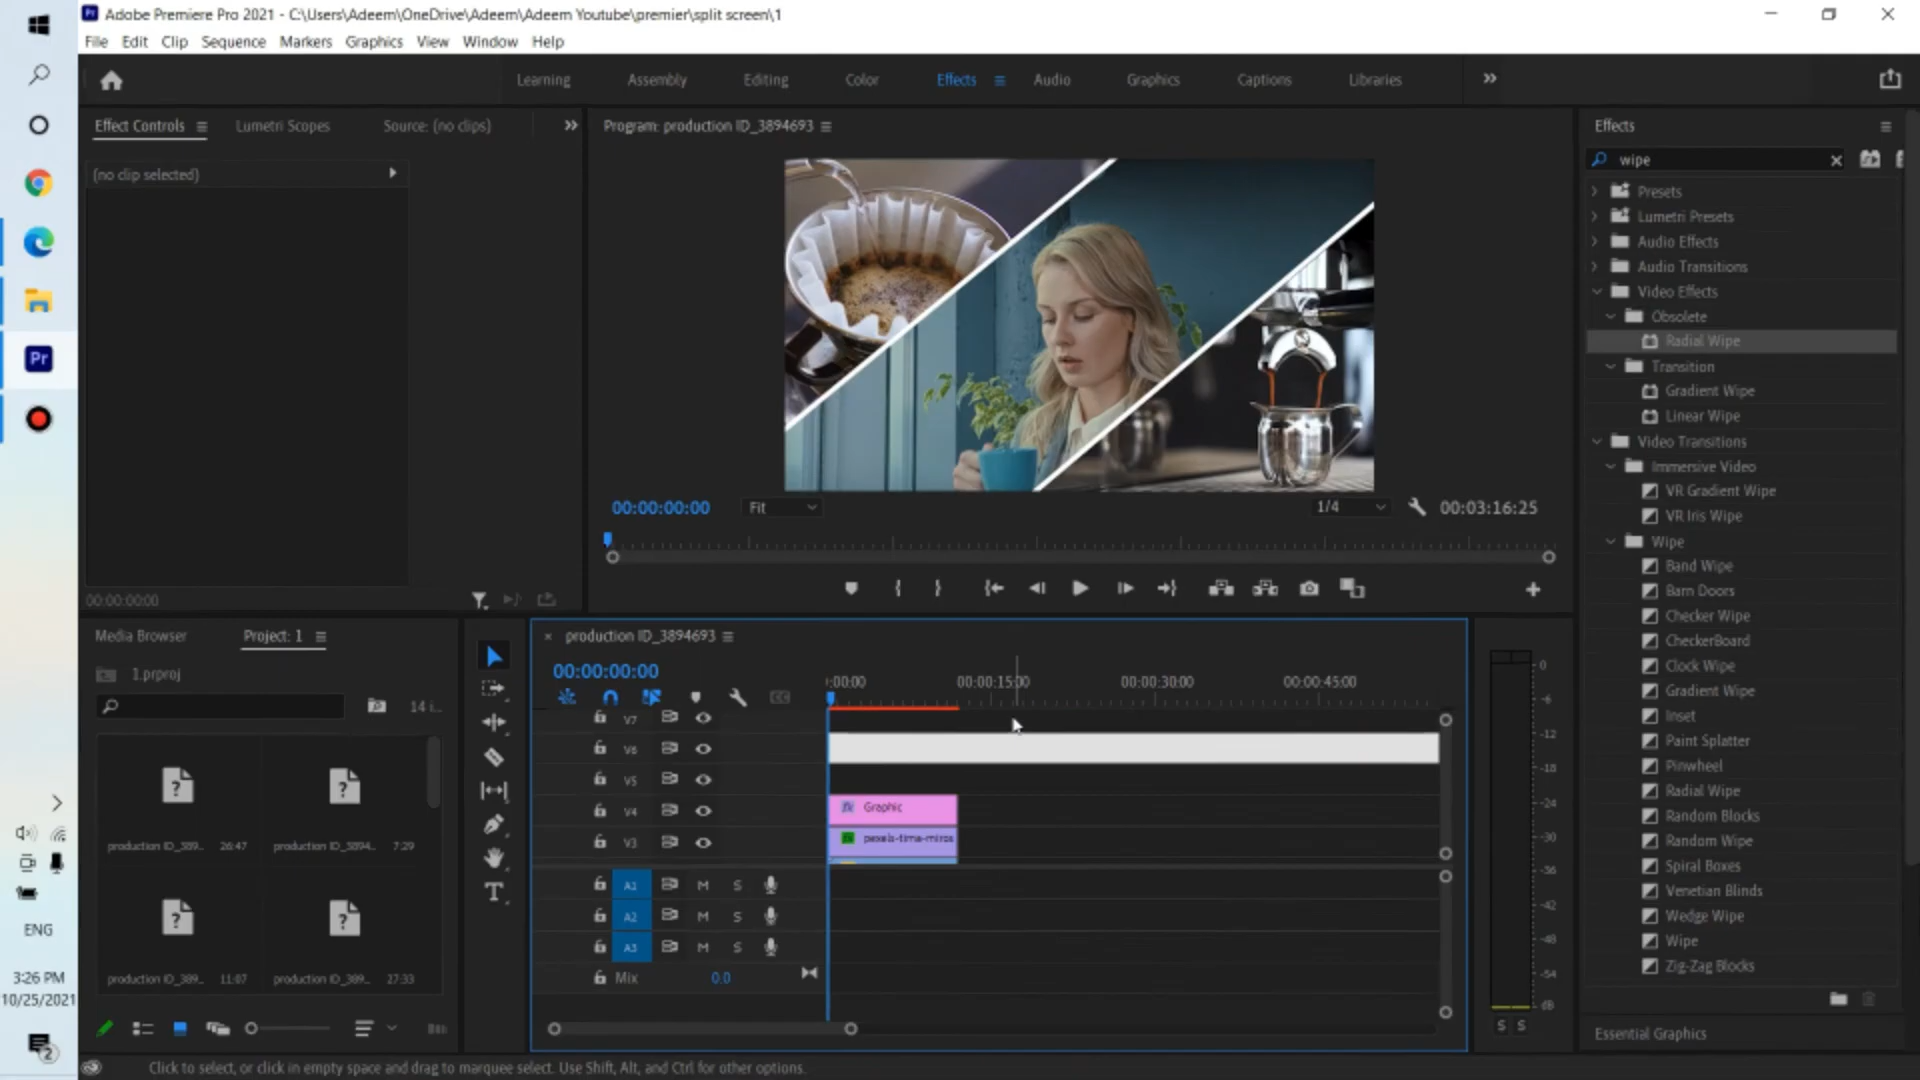 Adobe Premiere Pro 2021 - C:\Users\Adeem\OneDrive\Adeem\Adeem Youtube\premier\split screen\1
File Edit Clip Sequence Markers Graphics View Window Help
Learning Assembly Editing Color Effects Audio Graphics Captions Libraries
Effect Controls Lumetri Scopes Source: (no clips)
(no clip selected)
00:00:00:00
Program: production ID_3894693
00:00:00:00 Fit 1/4 00:03:16:25
Effects
wipe
Presets
Lumetri Presets
Audio Effects
Audio Transitions
Video Effects
Obsolete
Radial Wipe
Transition
Gradient Wipe
Linear Wipe
Video Transitions
Immersive Video
VR Gradient Wipe
VR Iris Wipe
Wipe
Band Wipe
Barn Doors
Checker Wipe
CheckerBoard
Clock Wipe
Gradient Wipe
Inset
Paint Splatter
Pinwheel
Radial Wipe
Random Blocks
Random Wipe
Spiral Boxes
Venetian Blinds
Wedge Wipe
Wipe
Zig-Zag Blocks
Essential Graphics
Media Browser Project: 1
1.prproj
14 i...
production ID_389... 26:47
production ID_3894... 7:29
production ID_389... 11:07
production ID_389... 27:33
production ID_3894693
00:00:00:00
:00:00 00:00:15:00 00:00:30:00 00:00:45:00
V7
V6
V5
V4 fx Graphic
V3 fx pexels-tima-miros
A1 M S
A2 M S
A3 M S
Mix 0.0
0
-6
-12
-18
-24
-30
-36
-42
-48
-54
dB
S S
Pr
ENG
3:26 PM
10/25/2021
2
Click to select, or click in empty space and drag to marquee select. Use Shift, Alt, and Ctrl for other options.